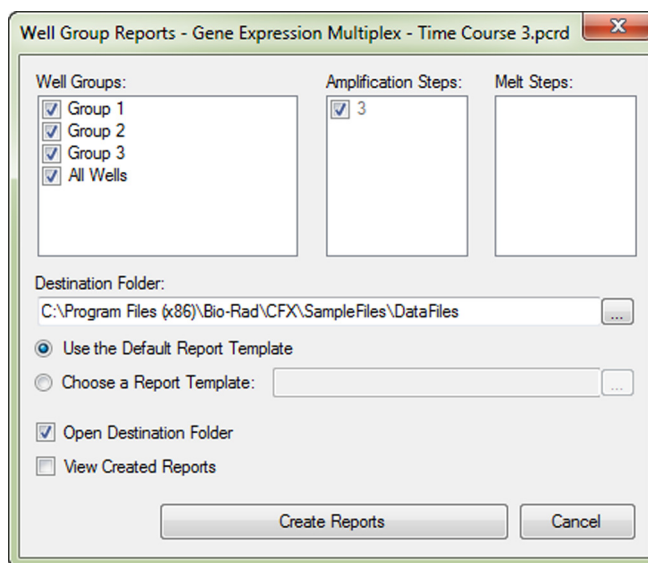 Well Group Reports - Gene Expression Multiplex - Time Course 3.pcrd
Well Groups:
Group 1
Group 2
Group 3
All Wells
Amplification Steps:
3
Melt Steps:
Destination Folder:
C:\Program Files (x86)\Bio-Rad\CFX\SampleFiles\DataFiles
...
Use the Default Report Template
Choose a Report Template:
...
Open Destination Folder
View Created Reports
Create Reports
Cancel